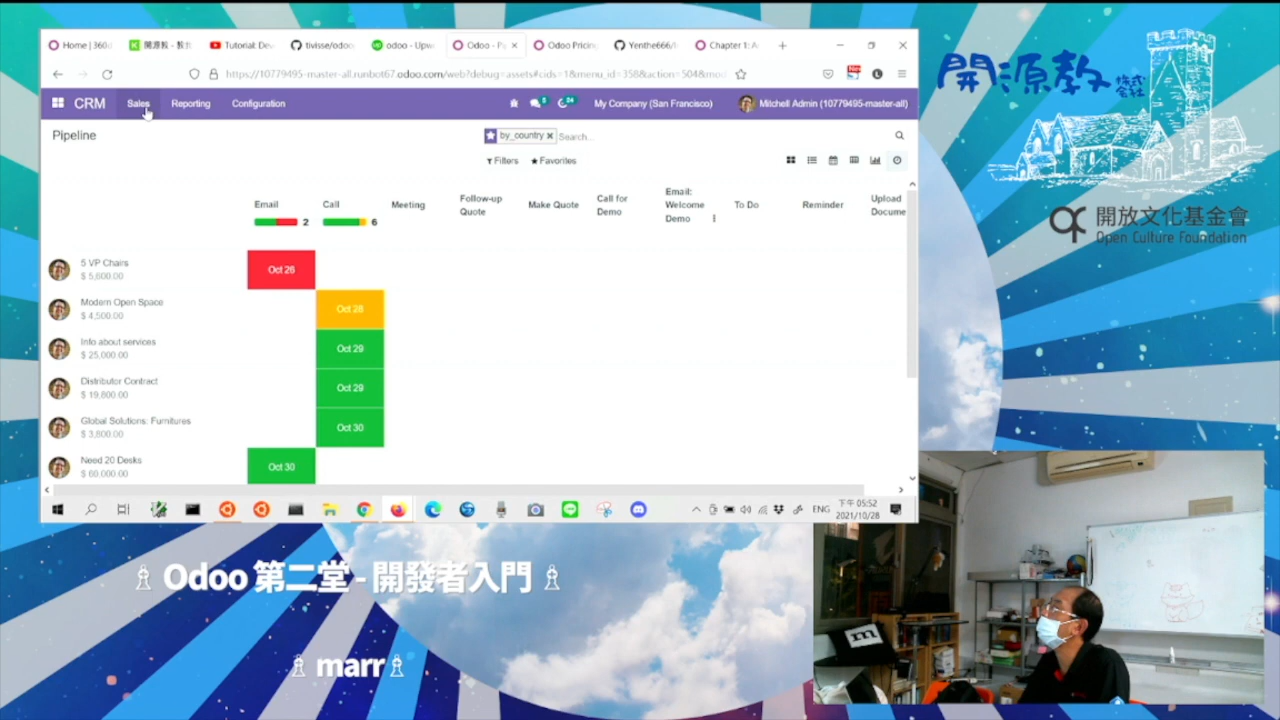 Home | 360
開源教 - 教
Tutorial: Dev
tivisse/odoo
odoo - Upw
Odoo - Pi
Odoo Pricing
Yenthe666/
Chapter 1: A
https://10779495-master-all.runbot67.odoo.com/web?debug=assets#cids=1&menu_id=358&action=504&mod
CRM Sales Reporting Configuration
My Company (San Francisco)
Mitchell Admin (10779495-master-all)
Pipeline
by_country
Search...
Filters Favorites
Email
2
Call
6
Meeting
Follow-up Quote
Make Quote
Call for Demo
Email: Welcome Demo
To Do
Reminder
Upload Docume
5 VP Chairs
$ 5,600.00
Oct 26
Modern Open Space
$ 4,500.00
Oct 28
Info about services
$ 25,000.00
Oct 29
Distributor Contract
$ 19,800.00
Oct 29
Global Solutions: Furnitures
$ 3,800.00
Oct 30
Need 20 Desks
$ 60,000.00
Oct 30
ENG
下午 05:52
2021/10/28
開源教 株式会社
開放文化基金會
Open Culture Foundation
Odoo 第二堂 - 開發者入門
marr
m